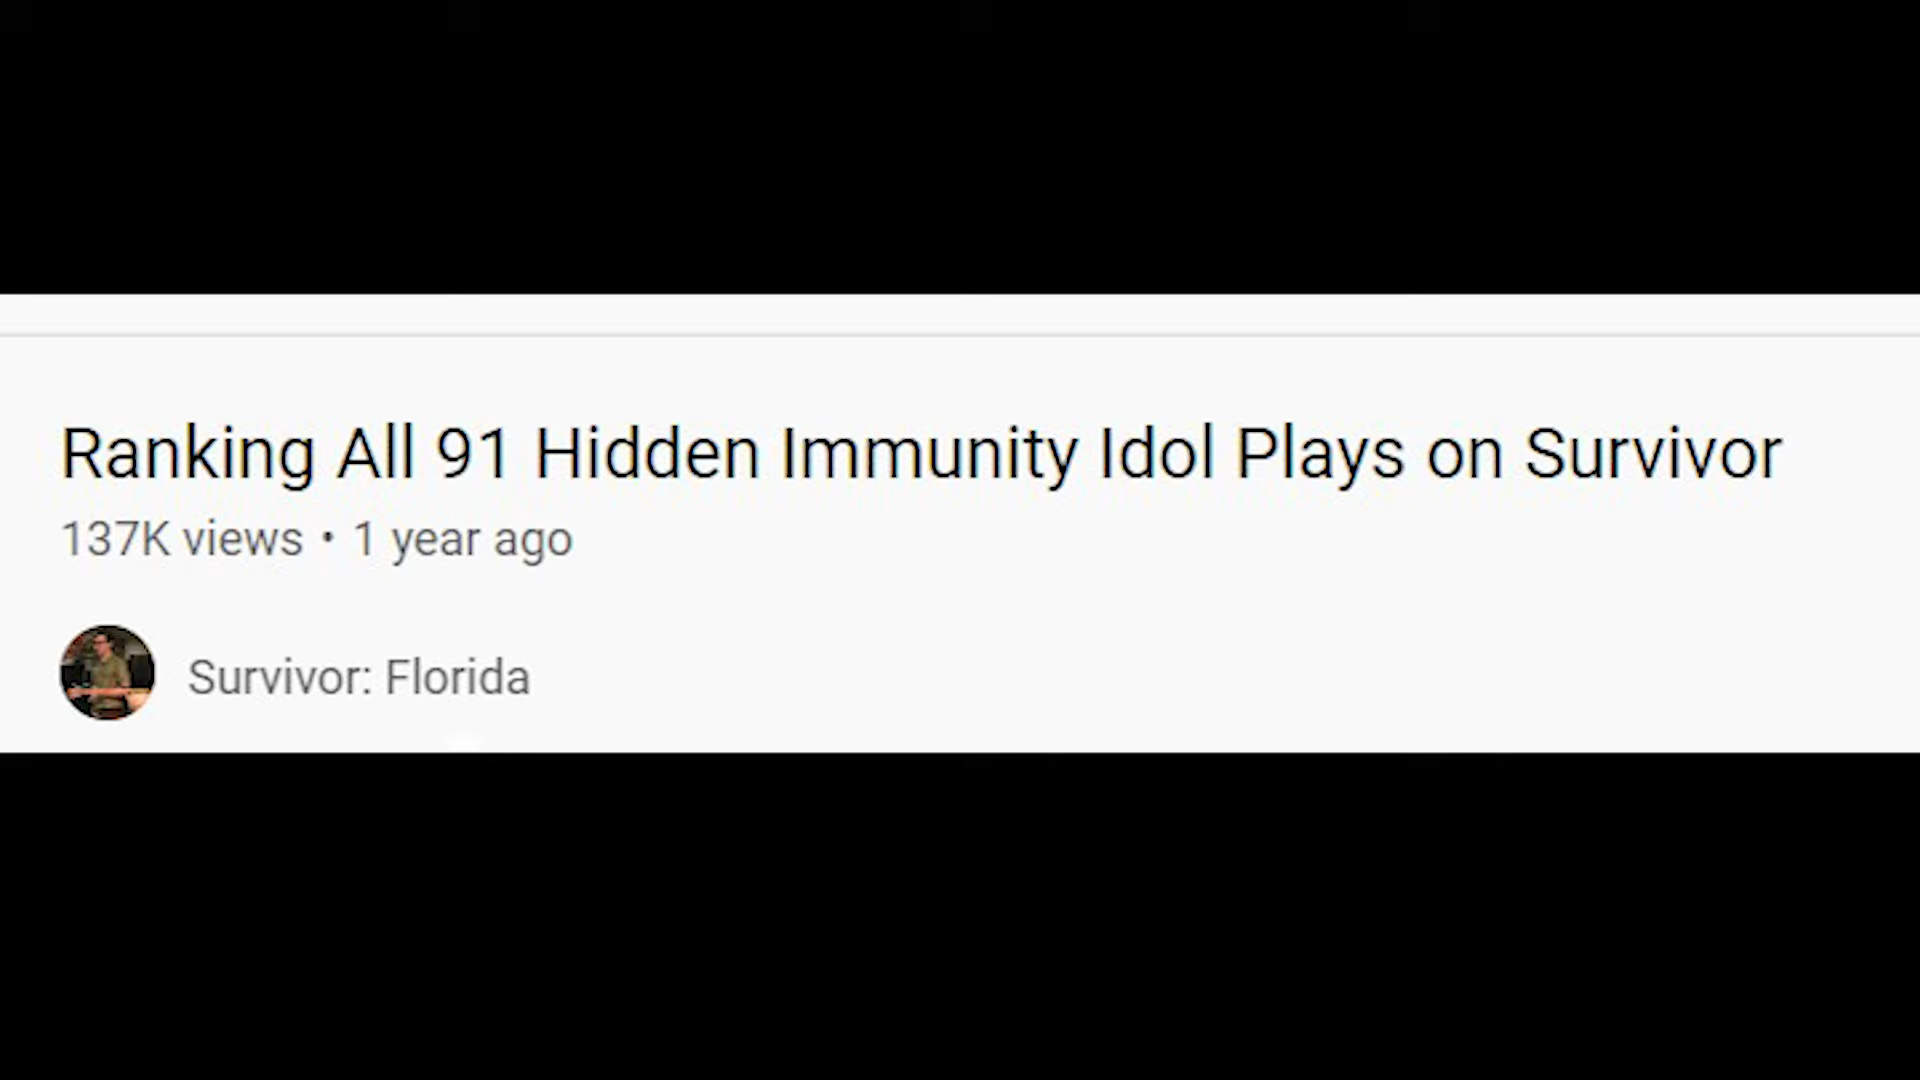 Ranking All 91 Hidden Immunity Idol Plays on Survivor
137K views • 1 year ago
Survivor: Florida